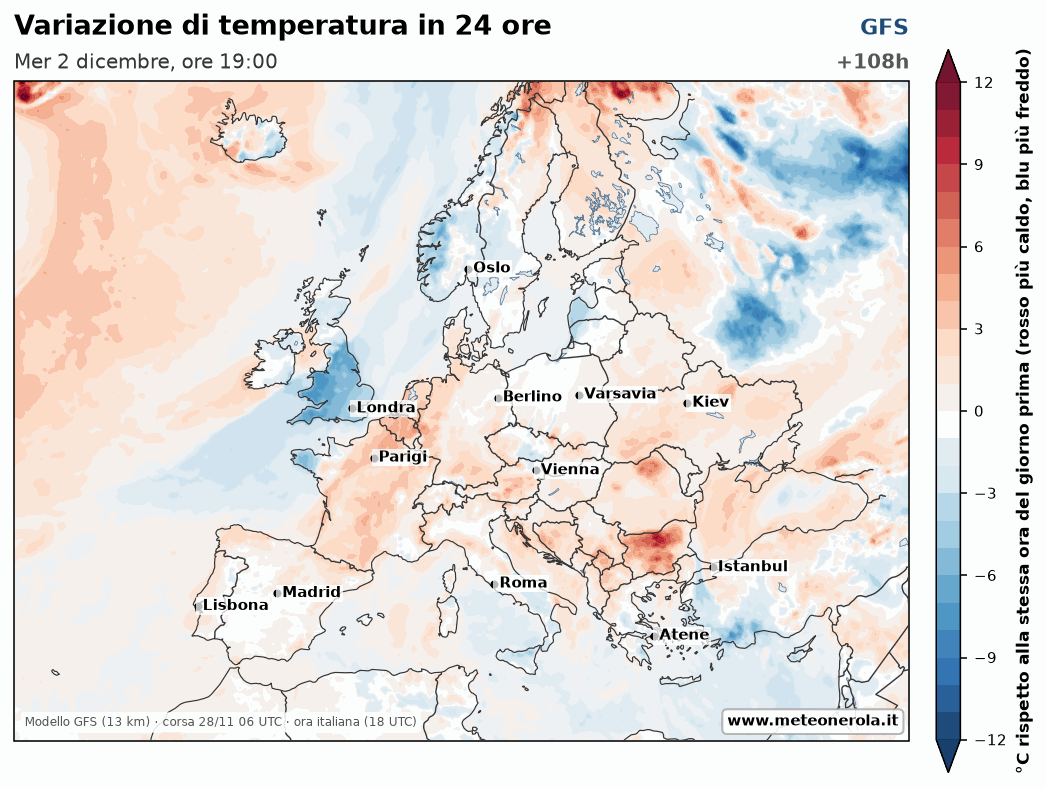 Variazione di temperatura in 24 ore
GFS
Mer 2 dicembre, ore 19:00
+108h
Oslo
Londra
Berlino
Varsavia
Kiev
Parigi
Vienna
Istanbul
Madrid
Roma
Lisbona
Atene
Modello GFS (13 km) · corsa 28/11 06 UTC · ora italiana (18 UTC)
www.meteonerola.it
12
9
6
3
0
−3
−6
−9
−12
°C rispetto alla stessa ora del giorno prima (rosso più caldo, blu più freddo)